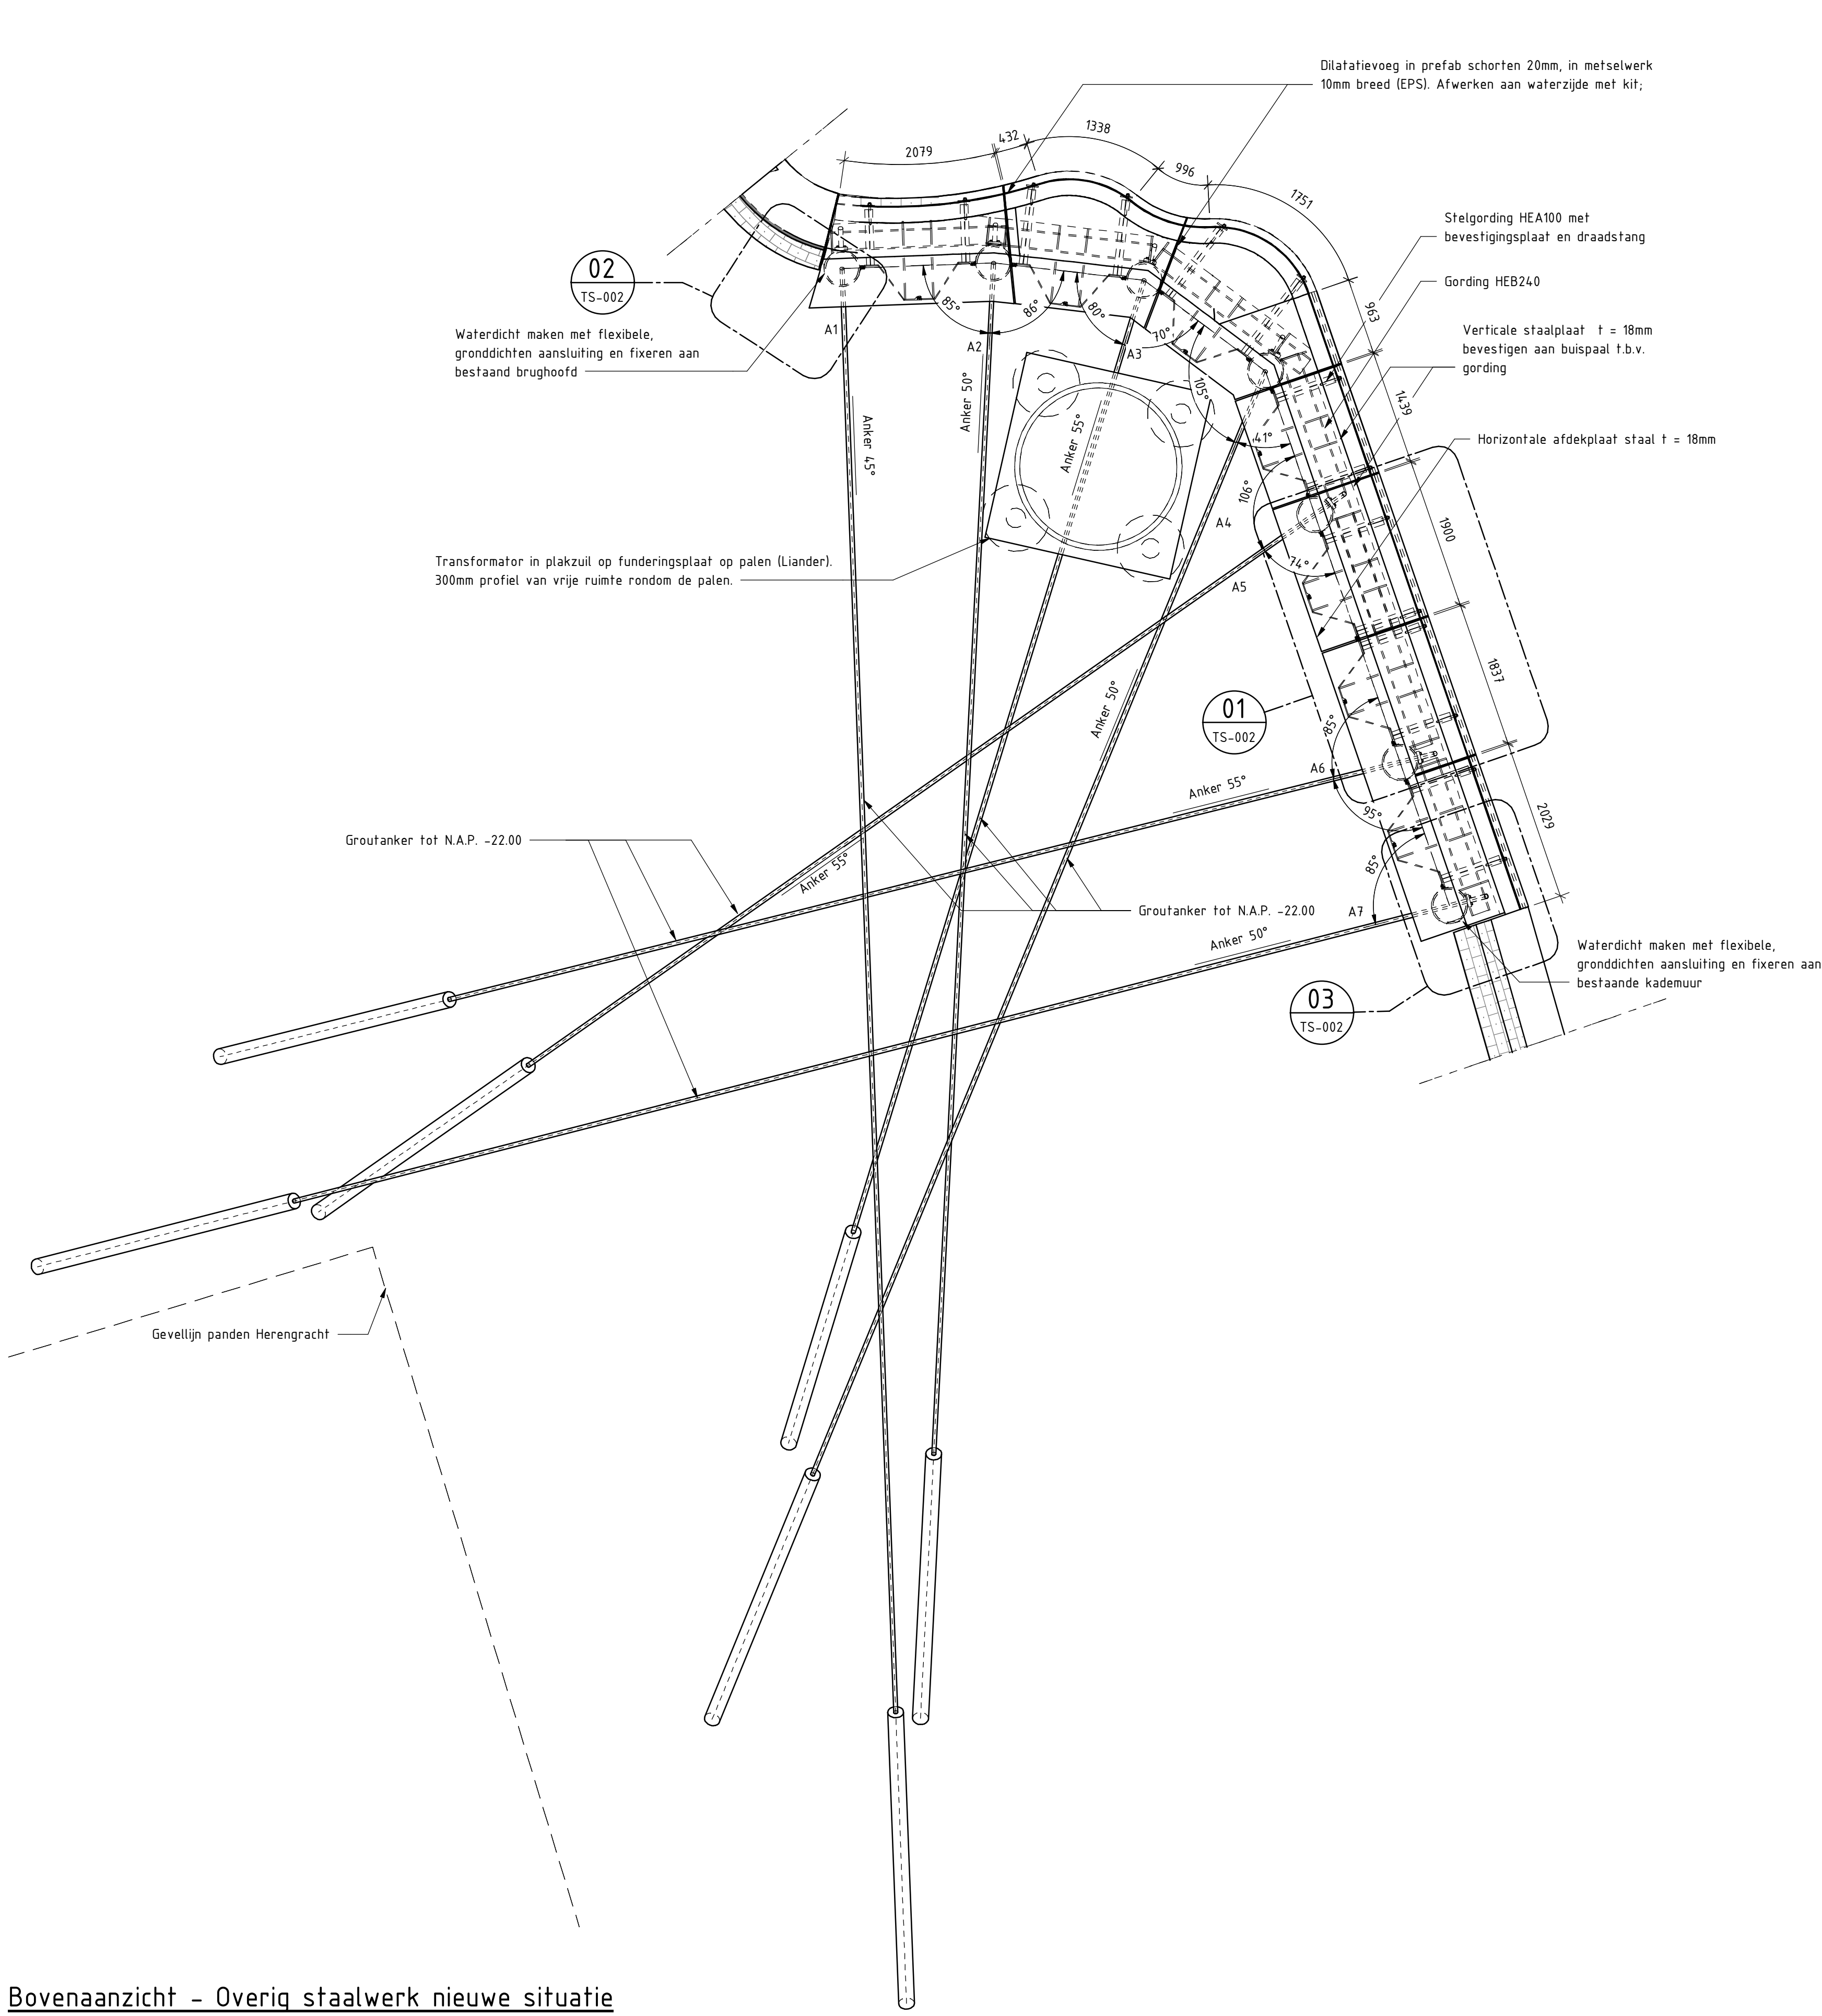 Dilatatievoeg in prefab schorten 20mm, in metselwerk
10mm breed (EPS). Afwerken aan waterzijde met kit;
2079
432
1338
996
1751
963
1439
1900
1837
2029
Stelgording HEA100 met
bevestigingsplaat en draadstang
Gording HEB240
Verticale staalplaat t = 18mm
bevestigen aan buispaal t.b.v.
gording
Horizontale afdekplaat staal t = 18mm
02
TS-002
Waterdicht maken met flexibele,
gronddichten aansluiting en fixeren aan
bestaand brughoofd
A1
A2
A3
A4
A5
A6
A7
85°
86°
80°
70°
105°
41°
106°
74°
85°
95°
85°
Anker 45°
Anker 50°
Anker 55°
Anker 50°
Anker 55°
Anker 55°
Anker 50°
Transformator in plakzuil op funderingsplaat op palen (Liander).
300mm profiel van vrije ruimte rondom de palen.
01
TS-002
Groutanker tot N.A.P. -22.00
Groutanker tot N.A.P. -22.00
Waterdicht maken met flexibele,
gronddichten aansluiting en fixeren aan
bestaande kademuur
03
TS-002
Gevellijn panden Herengracht
Bovenaanzicht - Overig staalwerk nieuwe situatie